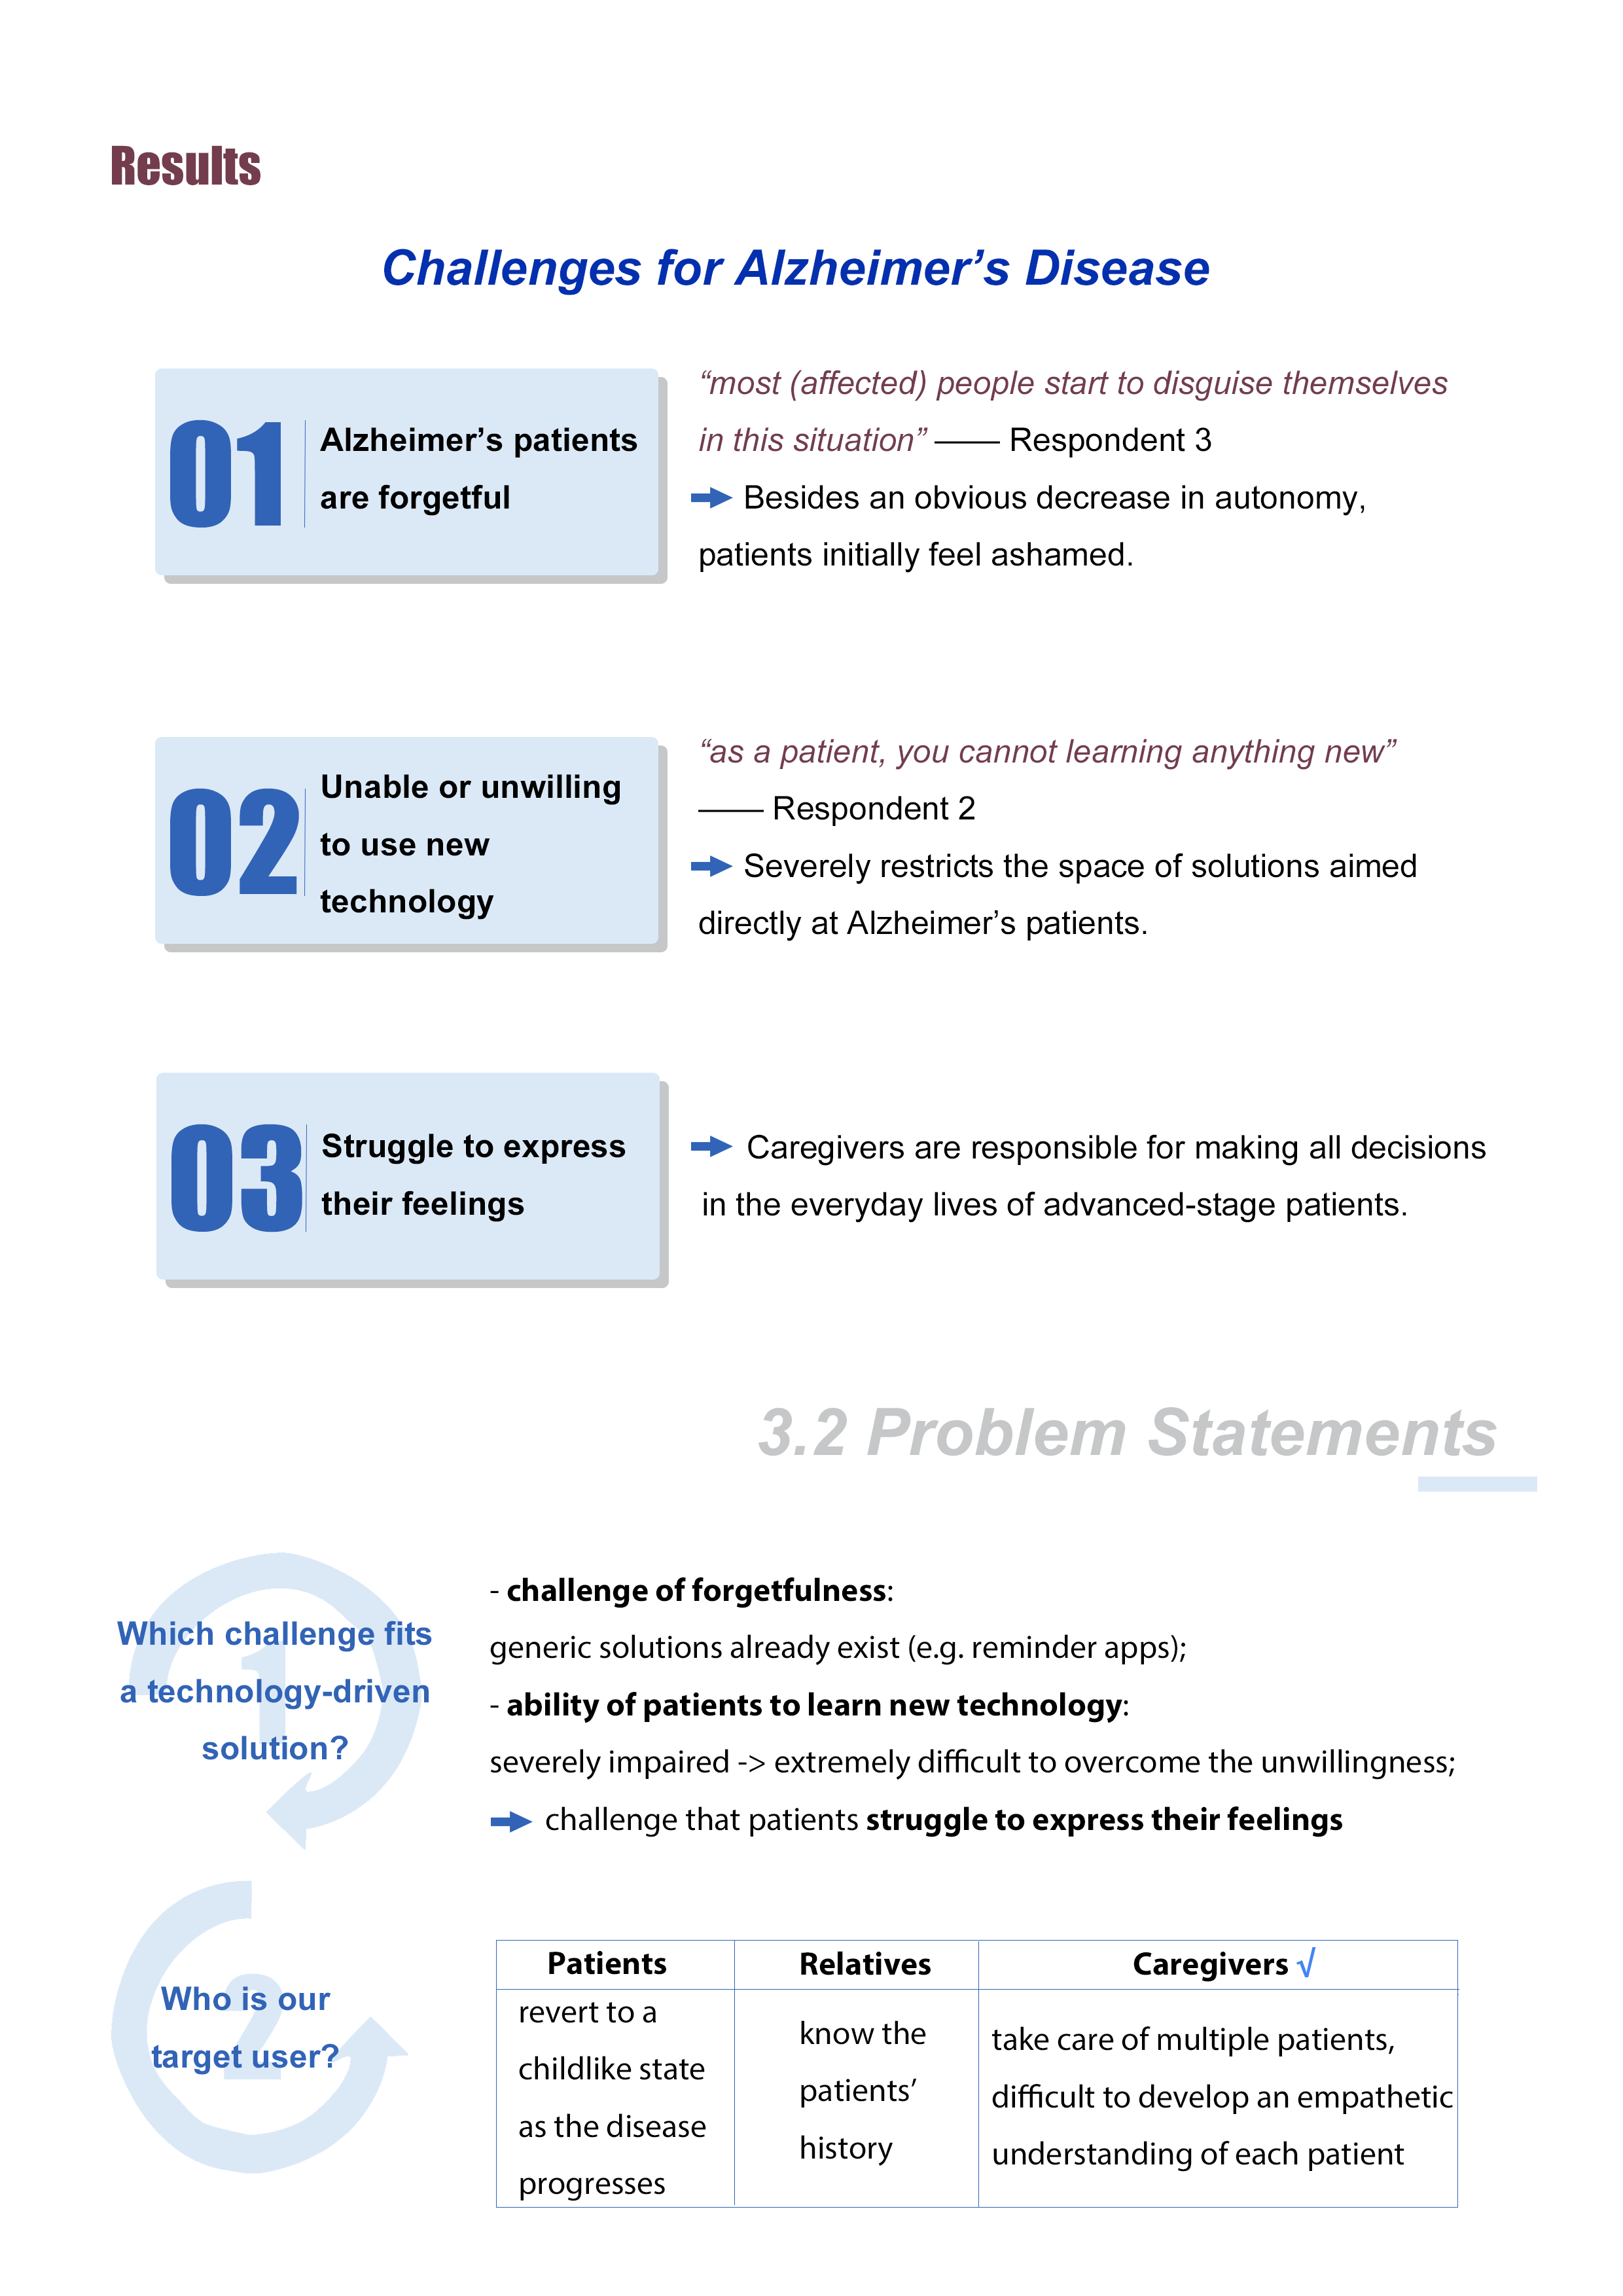 Results
Challenges for Alzheimer’s Disease
01
Alzheimer’s patients
are forgetful
“most (affected) people start to disguise themselves
in this situation” —— Respondent 3
Besides an obvious decrease in autonomy,
patients initially feel ashamed.
02
Unable or unwilling
to use new
technology
“as a patient, you cannot learning anything new”
—— Respondent 2
Severely restricts the space of solutions aimed
directly at Alzheimer’s patients.
03
Struggle to express
their feelings
Caregivers are responsible for making all decisions
in the everyday lives of advanced-stage patients.
3.2 Problem Statements
1
Which challenge fits
a technology-driven
solution?
- challenge of forgetfulness:
generic solutions already exist (e.g. reminder apps);
- ability of patients to learn new technology:
severely impaired -> extremely difficult to overcome the unwillingness;
challenge that patients struggle to express their feelings
2
Who is our
target user?
Patients
revert to a
childlike state
as the disease
progresses
Relatives
know the
patients’
history
Caregivers √
take care of multiple patients,
difficult to develop an empathetic
understanding of each patient